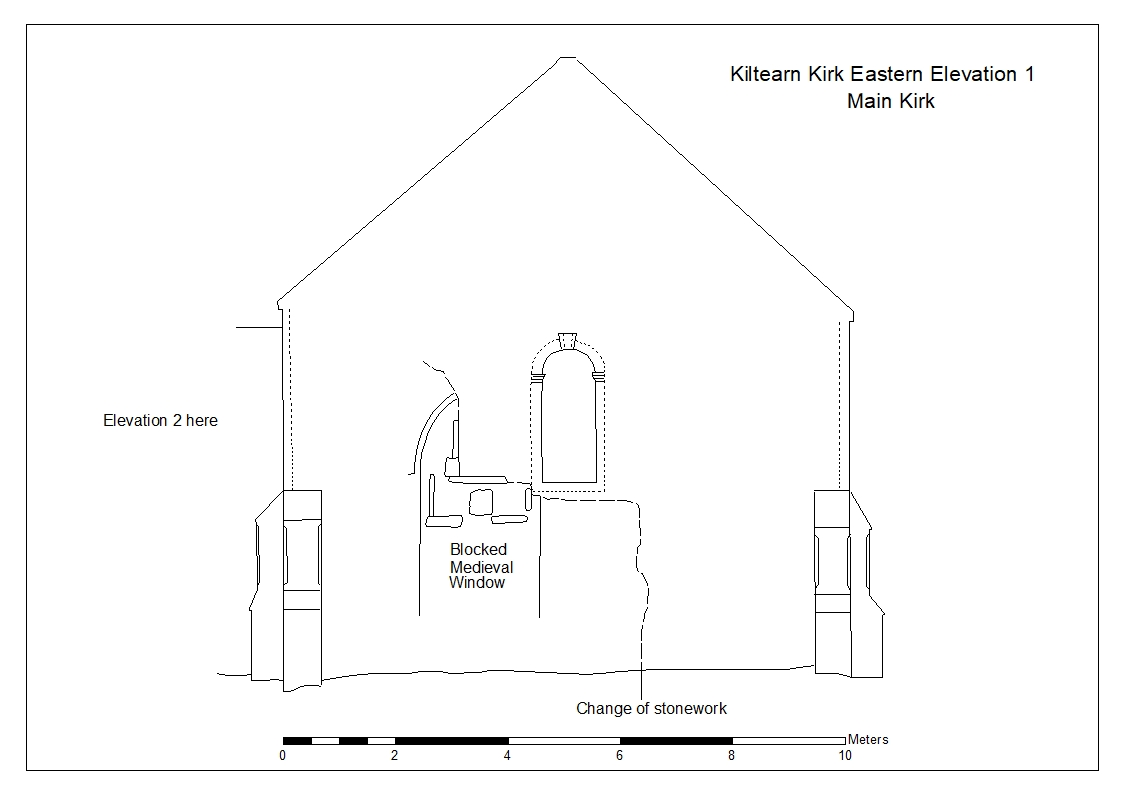 Kiltearn Kirk Eastern Elevation 1
Main Kirk
Elevation 2 here
Blocked
Medieval
Window
Change of stonework
Meters
0 2 4 6 8 10